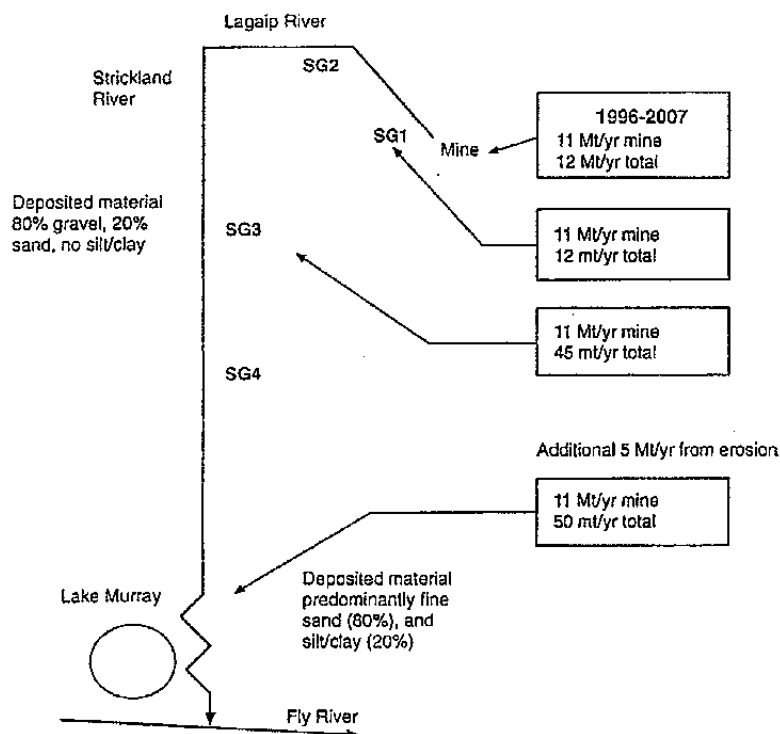 Lagaip River
SG2
Strickland
River
1996-2007
11 Mt/yr mine
12 Mt/yr total
SG1
Mine
Deposited material
80% gravel, 20%
sand, no silt/clay
SG3
11 Mt/yr mine
12 mt/yr total
11 Mt/yr mine
45 mt/yr total
SG4
Additional 5 Mt/yr from erosion
11 Mt/yr mine
50 mt/yr total
Lake Murray
Deposited material
predominantly fine
sand (80%), and
silt/clay (20%)
Fly River